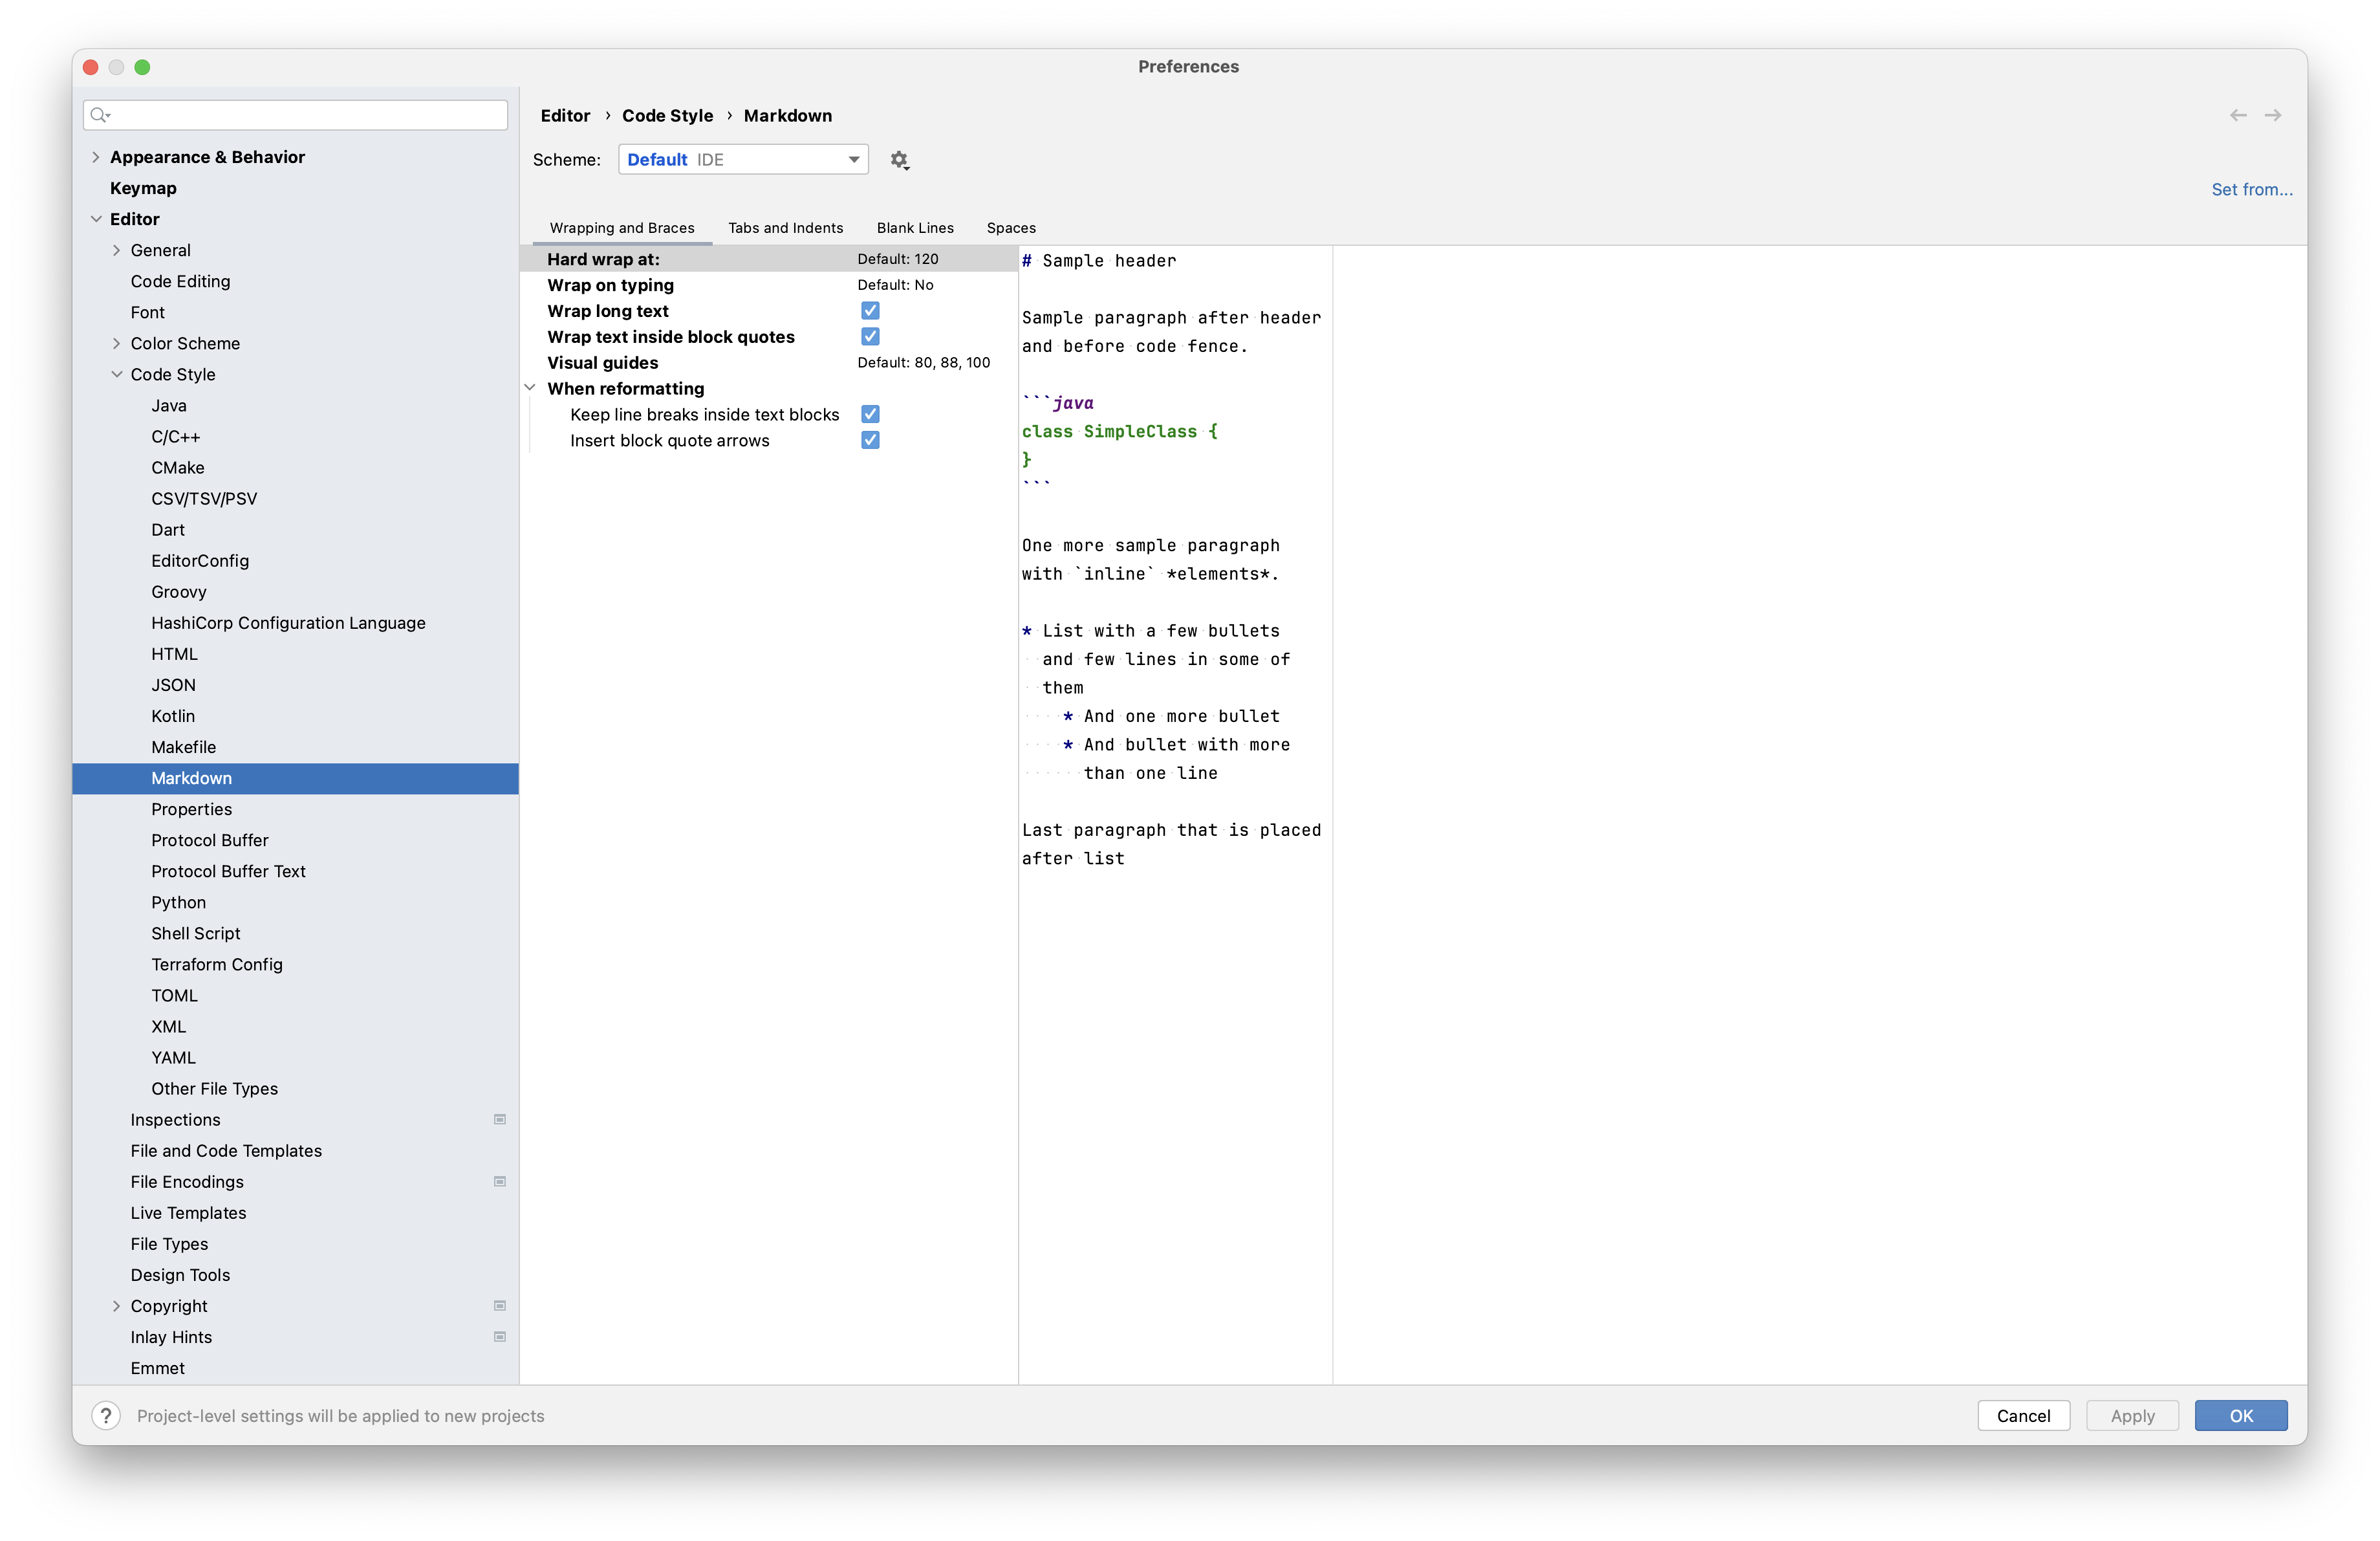 Preferences
Appearance & Behavior
Keymap
Editor
General
Code Editing
Font
Color Scheme
Code Style
Java
C/C++
CMake
CSV/TSV/PSV
Dart
EditorConfig
Groovy
HashiCorp Configuration Language
HTML
JSON
Kotlin
Makefile
Markdown
Properties
Protocol Buffer
Protocol Buffer Text
Python
Shell Script
Terraform Config
TOML
XML
YAML
Other File Types
Inspections
File and Code Templates
File Encodings
Live Templates
File Types
Design Tools
Copyright
Inlay Hints
Emmet
Editor › Code Style › Markdown
Scheme: Default IDE
Set from...
Wrapping and Braces Tabs and Indents Blank Lines Spaces
Hard wrap at: Default: 120
Wrap on typing Default: No
Wrap long text
Wrap text inside block quotes
Visual guides Default: 80, 88, 100
When reformatting
Keep line breaks inside text blocks
Insert block quote arrows
# Sample header
Sample paragraph after header
and before code fence.
```java
class SimpleClass {
}
```
One more sample paragraph
with `inline` *elements*.
* List with a few bullets
and few lines in some of
them
* And one more bullet
* And bullet with more
than one line
Last paragraph that is placed
after list
? Project-level settings will be applied to new projects
Cancel Apply OK